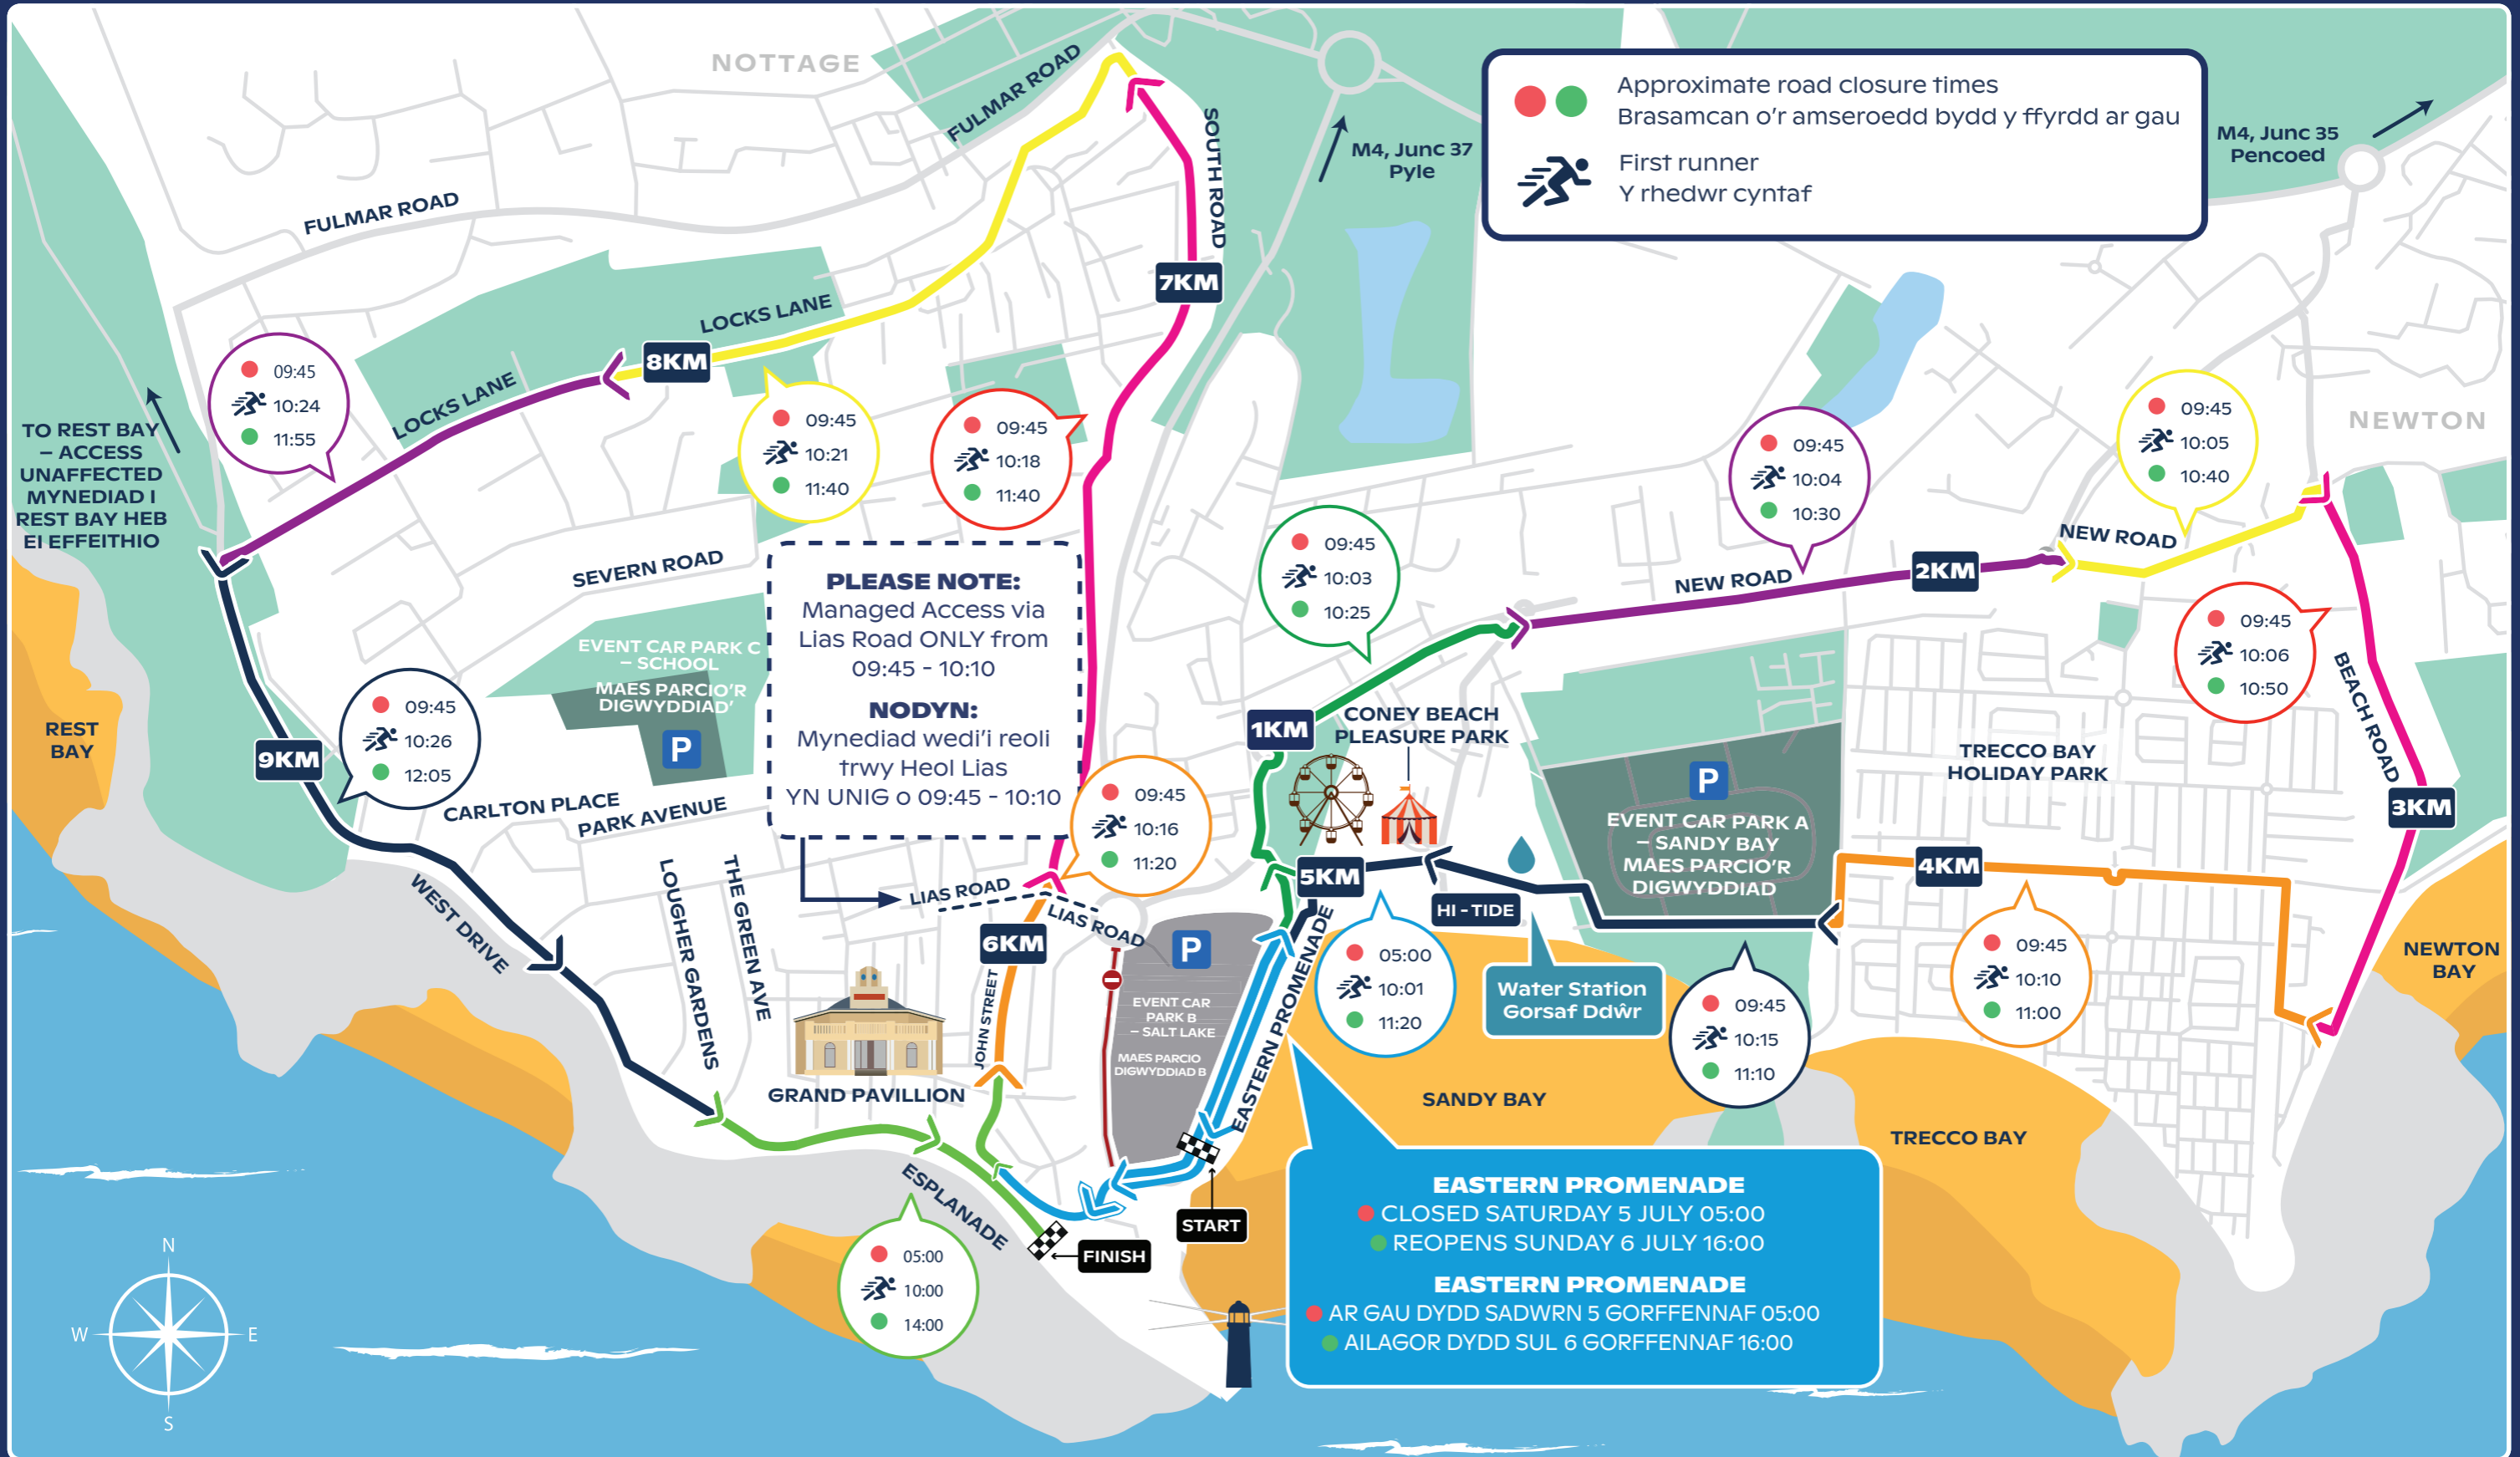 NOTTAGE
FULMAR ROAD
SOUTH ROAD
M4, Junc 37
Pyle
Approximate road closure times
Brasamcan o'r amseroedd bydd y ffyrdd ar gau
First runner
Y rhedwr cyntaf
M4, Junc 35
Pencoed
FULMAR ROAD
7KM
LOCKS LANE
8KM
LOCKS LANE
09:45
10:24
11:55
09:45
10:21
11:40
09:45
10:18
11:40
09:45
10:04
10:30
09:45
10:05
10:40
NEWTON
TO REST BAY
– ACCESS
UNAFFECTED
MYNEDIAD I
REST BAY HEB
EI EFFEITHIO
SEVERN ROAD
PLEASE NOTE:
Managed Access via
Lias Road ONLY from
09:45 - 10:10
NODYN:
Mynediad wedi'i reoli
trwy Heol Lias
YN UNIG o 09:45 - 10:10
09:45
10:03
10:25
NEW ROAD
2KM
NEW ROAD
09:45
10:06
10:50
BEACH ROAD
EVENT CAR PARK C
– SCHOOL
MAES PARCIO'R
DIGWYDDIAD'
P
REST
BAY
9KM
09:45
10:26
12:05
CARLTON PLACE
PARK AVENUE
1KM
CONEY BEACH
PLEASURE PARK
09:45
10:16
11:20
P
EVENT CAR PARK A
– SANDY BAY
MAES PARCIO'R
DIGWYDDIAD
TRECCO BAY
HOLIDAY PARK
3KM
4KM
5KM
HI - TIDE
WEST DRIVE
LOUGHER GARDENS
THE GREEN AVE
LIAS ROAD
LIAS ROAD
6KM
JOHN STREET
P
EVENT CAR
PARK B
– SALT LAKE
MAES PARCIO
DIGWYDDIAD B
EASTERN PROMENADE
05:00
10:01
11:20
Water Station
Gorsaf Ddŵr
09:45
10:15
11:10
09:45
10:10
11:00
NEWTON
BAY
GRAND PAVILLION
SANDY BAY
TRECCO BAY
ESPLANADE
START
FINISH
05:00
10:00
14:00
EASTERN PROMENADE
CLOSED SATURDAY 5 JULY 05:00
REOPENS SUNDAY 6 JULY 16:00
EASTERN PROMENADE
AR GAU DYDD SADWRN 5 GORFFENNAF 05:00
AILAGOR DYDD SUL 6 GORFFENNAF 16:00
N
W
E
S